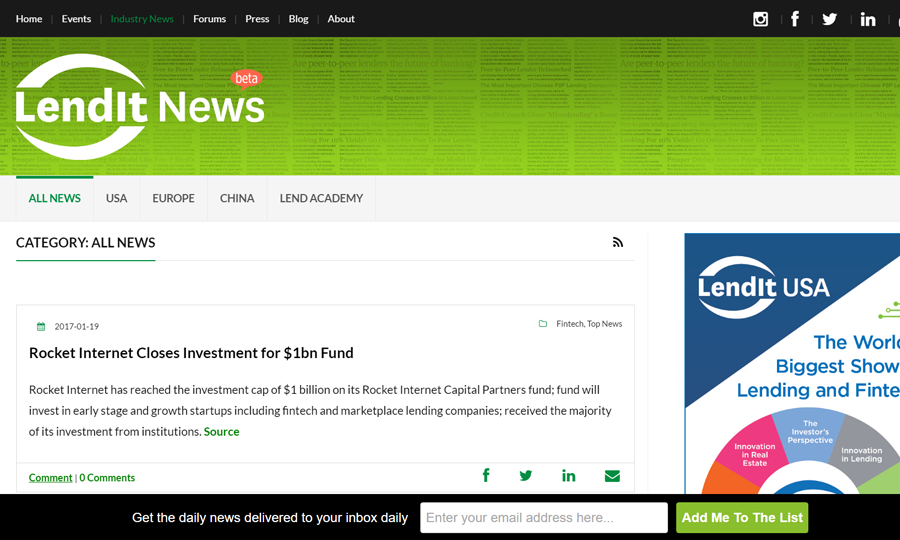 Home | Events | Industry News | Forums | Press | Blog | About
beta
LendIt News
ALL NEWS USA EUROPE CHINA LEND ACADEMY
CATEGORY: ALL NEWS
2017-01-19
Fintech, Top News
Rocket Internet Closes Investment for $1bn Fund
Rocket Internet has reached the investment cap of $1 billion on its Rocket Internet Capital Partners fund; fund will
invest in early stage and growth startups including fintech and marketplace lending companies; received the majority
of its investment from institutions. Source
Comment | 0 Comments
LendIt USA
The World
Biggest Show
Lending and Finte
Innovation
in Real
Estate
The
Investor's
Perspective
Innovation
in Lending
Get the daily news delivered to your inbox daily Enter your email address here... Add Me To The List